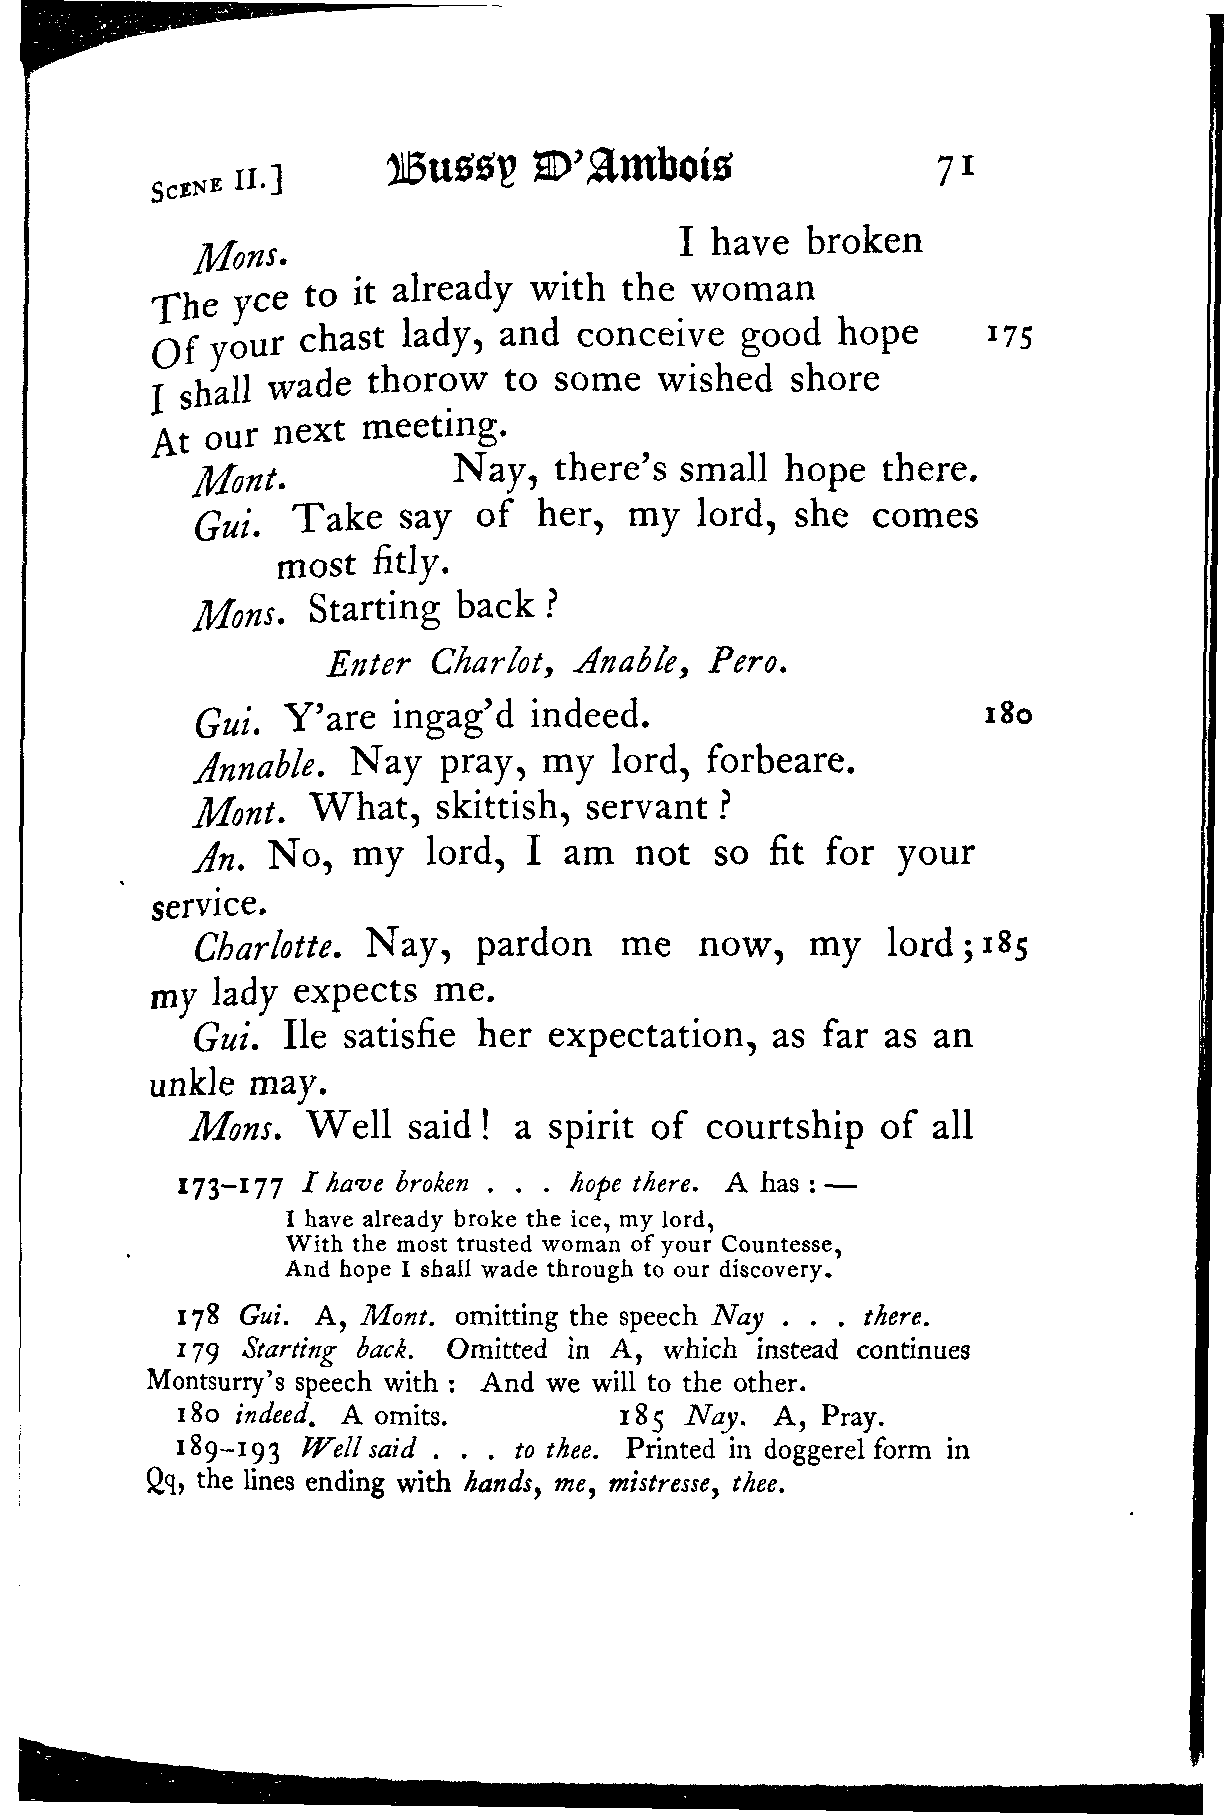 SCENE II.] Bussy D'Ambois 71
Mons. I have broken
The yce to it already with the woman
Of your chast lady, and conceive good hope 175
I shall wade thorow to some wished shore
At our next meeting.
Mont. Nay, there's small hope there.
Gui. Take say of her, my lord, she comes
most fitly.
Mons. Starting back ?
Enter Charlot, Anable, Pero.
Gui. Y'are ingag'd indeed. 180
Annable. Nay pray, my lord, forbeare.
Mont. What, skittish, servant ?
An. No, my lord, I am not so fit for your
service.
Charlotte. Nay, pardon me now, my lord ; 185
my lady expects me.
Gui. Ile satisfie her expectation, as far as an
unkle may.
Mons. Well said ! a spirit of courtship of all
173–177 I have broken . . . hope there. A has : —
I have already broke the ice, my lord,
With the most trusted woman of your Countesse,
And hope I shall wade through to our discovery.
178 Gui. A, Mont. omitting the speech Nay . . . there.
179 Starting back. Omitted in A, which instead continues
Montsurry's speech with : And we will to the other.
180 indeed. A omits. 185 Nay. A, Pray.
189–193 Well said . . . to thee. Printed in doggerel form in
Qq, the lines ending with hands, me, mistresse, thee.